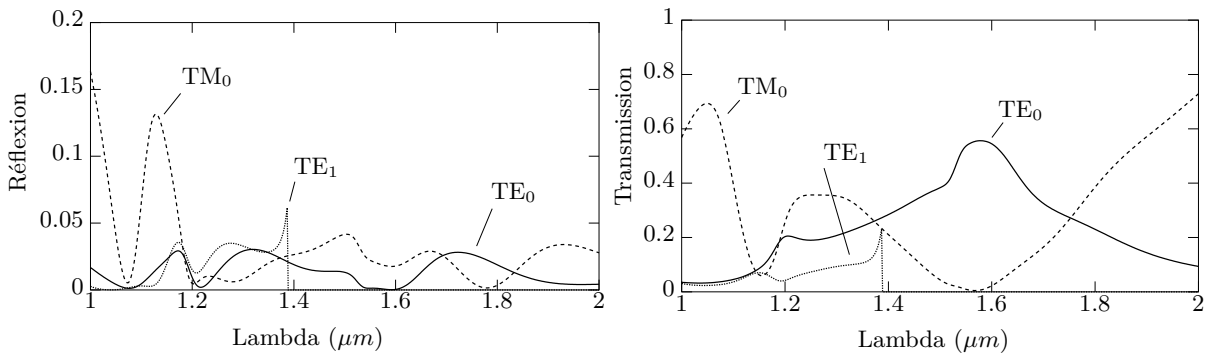 Réflexion
0.2
0.15
0.1
0.05
0
TM₀
TE₁
TE₀
1
1.2
1.4
1.6
1.8
2
Lambda (μm)
Transmission
1
0.8
0.6
0.4
0.2
0
TM₀
TE₁
TE₀
1
1.2
1.4
1.6
1.8
2
Lambda (μm)